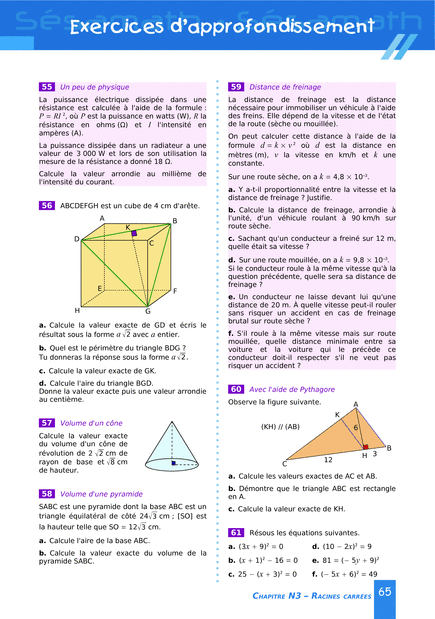 Exercices d'approfondissement
55 Un peu de physique
La puissance électrique dissipée dans une
résistance est calculée à l'aide de la formule :
P = RI², où P est la puissance en watts (W), R la
résistance en ohms (Ω) et I l'intensité en
ampères (A).
La puissance dissipée dans un radiateur a une
valeur de 3 000 W et lors de son utilisation la
mesure de la résistance a donné 18 Ω.
Calcule la valeur arrondie au millième de
l'intensité du courant.
56 ABCDEFGH est un cube de 4 cm d'arête.
A
B
K
D
C
E
F
H
G
a. Calcule la valeur exacte de GD et écris le
résultat sous la forme a√2 avec a entier.
b. Quel est le périmètre du triangle BDG ?
Tu donneras la réponse sous la forme a√2.
c. Calcule la valeur exacte de GK.
d. Calcule l'aire du triangle BGD.
Donne la valeur exacte puis une valeur arrondie
au centième.
57 Volume d'un cône
Calcule la valeur exacte
du volume d'un cône de
révolution de 2√2 cm de
rayon de base et √8 cm
de hauteur.
58 Volume d'une pyramide
SABC est une pyramide dont la base ABC est un
triangle équilatéral de côté 24√3 cm ; [SO] est
la hauteur telle que SO = 12√3 cm.
a. Calcule l'aire de la base ABC.
b. Calcule la valeur exacte du volume de la
pyramide SABC.
59 Distance de freinage
La distance de freinage est la distance
nécessaire pour immobiliser un véhicule à l'aide
des freins. Elle dépend de la vitesse et de l'état
de la route (sèche ou mouillée).
On peut calculer cette distance à l'aide de la
formule d = k × v² où d est la distance en
mètres (m), v la vitesse en km/h et k une
constante.
Sur une route sèche, on a k = 4,8 × 10⁻³.
a. Y a-t-il proportionnalité entre la vitesse et la
distance de freinage ? Justifie.
b. Calcule la distance de freinage, arrondie à
l'unité, d'un véhicule roulant à 90 km/h sur
route sèche.
c. Sachant qu'un conducteur a freiné sur 12 m,
quelle était sa vitesse ?
d. Sur une route mouillée, on a k = 9,8 × 10⁻³.
Si le conducteur roule à la même vitesse qu'à la
question précédente, quelle sera sa distance de
freinage ?
e. Un conducteur ne laisse devant lui qu'une
distance de 20 m. À quelle vitesse peut-il rouler
sans risquer un accident en cas de freinage
brutal sur route sèche ?
f. S'il roule à la même vitesse mais sur route
mouillée, quelle distance minimale entre sa
voiture et la voiture qui le précède ce
conducteur doit-il respecter s'il ne veut pas
risquer un accident ?
60 Avec l'aide de Pythagore
Observe la figure suivante.
A
K
(KH) // (AB)
6
B
H
3
12
C
a. Calcule les valeurs exactes de AC et AB.
b. Démontre que le triangle ABC est rectangle
en A.
c. Calcule la valeur exacte de KH.
61 Résous les équations suivantes.
a. (3x + 9)² = 0 d. (10 − 2x)² = 9
b. (x + 1)² − 16 = 0 e. 81 = (− 5y + 9)²
c. 25 − (x + 3)² = 0 f. (− 5x + 6)² = 49
CHAPITRE N3 – RACINES CARRÉES 65